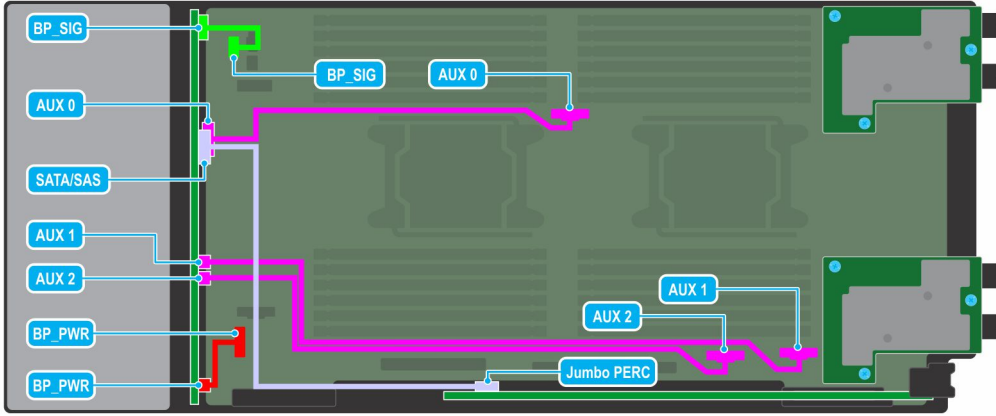 BP_SIG
BP_SIG
AUX 0
AUX 0
SATA/SAS
AUX 1
AUX 2
AUX 1
AUX 2
BP_PWR
Jumbo PERC
BP_PWR